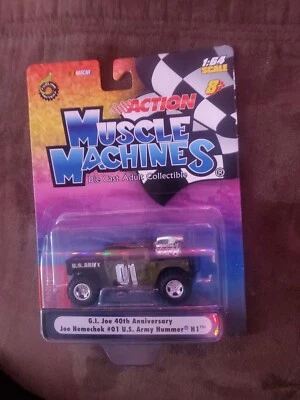 1:64
SCALE
8+
ACTION
MUSCLE
MACHINES®
Die Cast Adult Collectible
U.S. ARMY
01
G.I. Joe 40th Anniversary
Joe Nemechek #01 U.S. Army Hummer® H1™